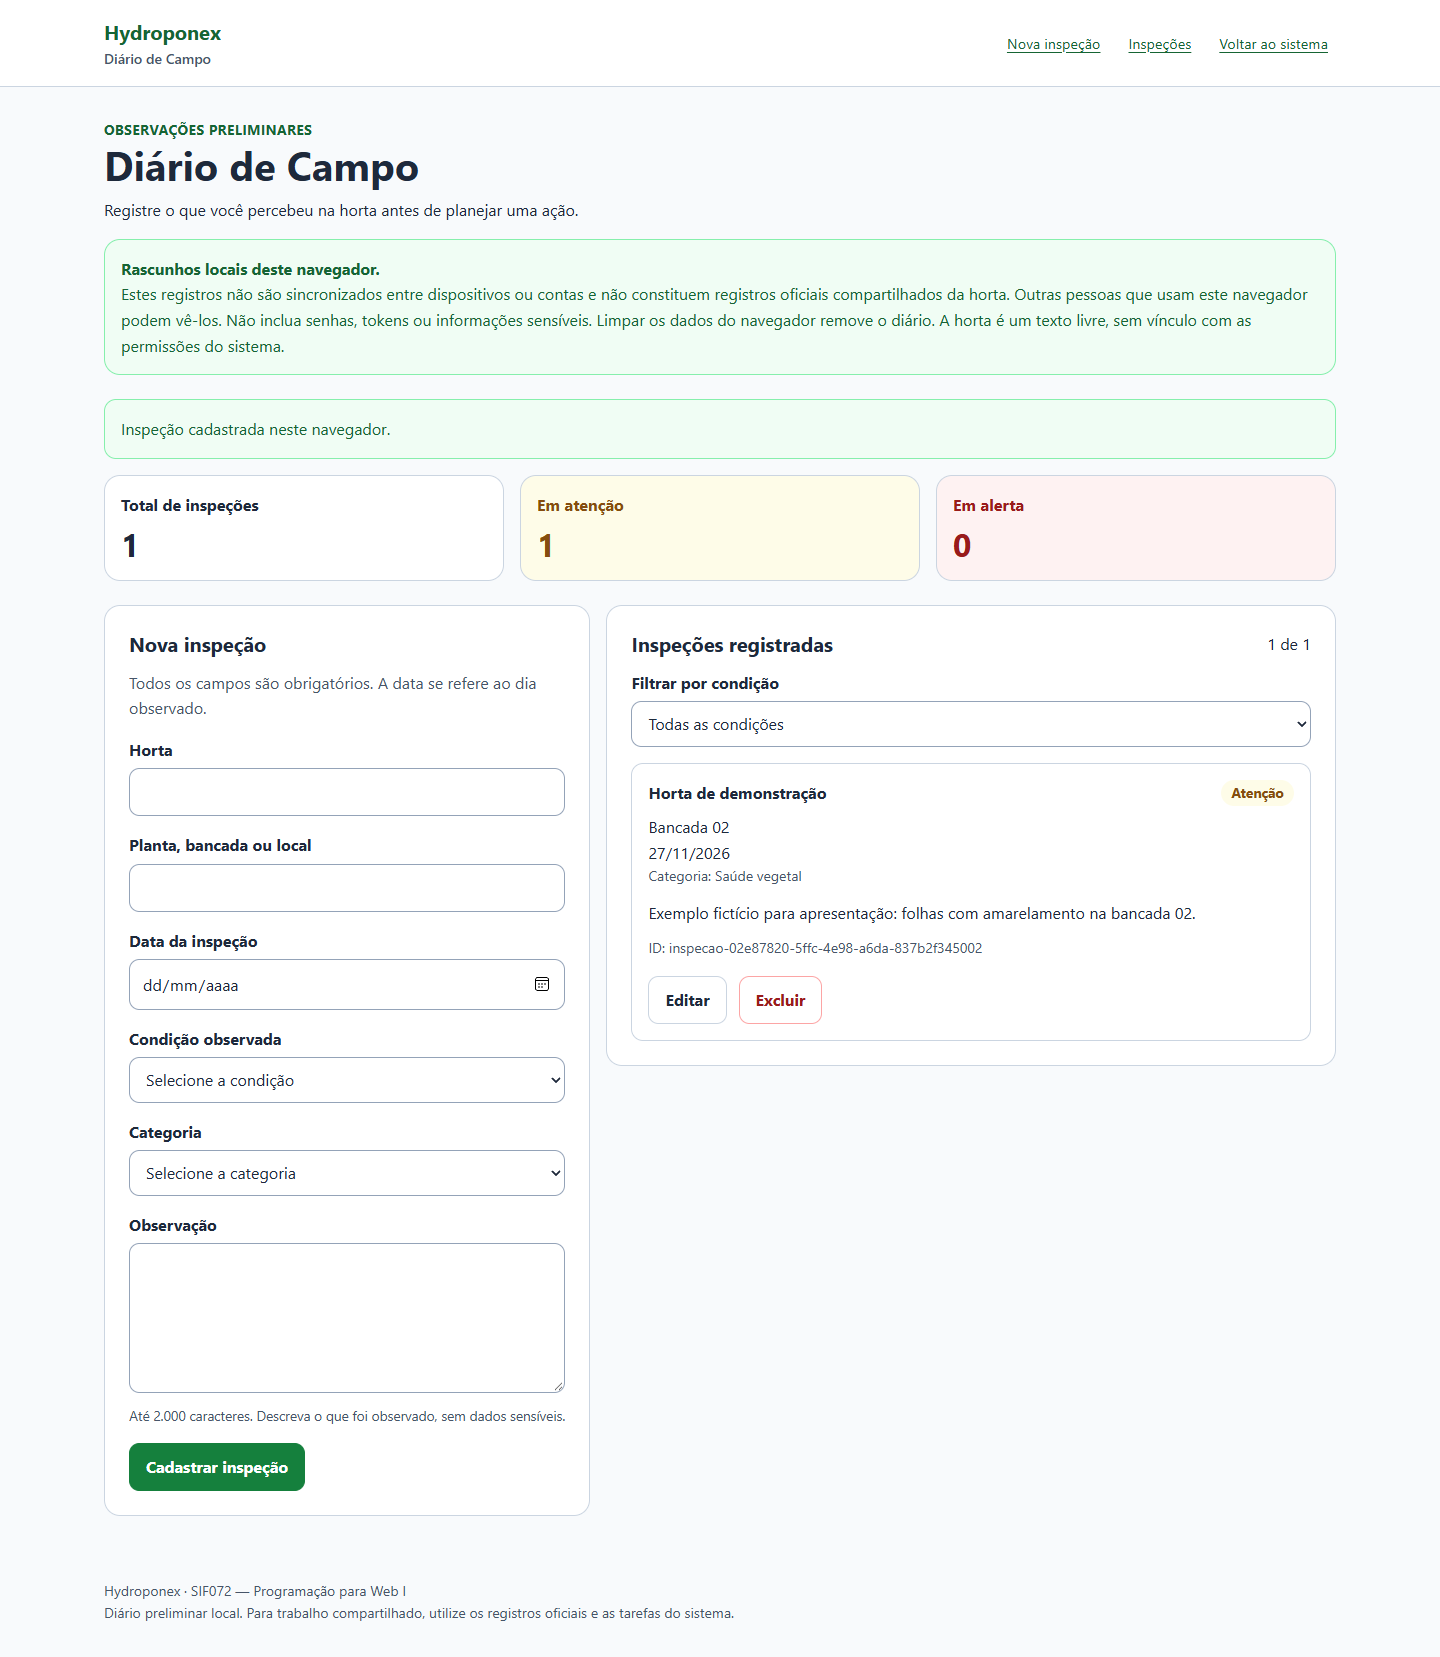 Hydroponex
Diário de Campo
Nova inspeção
Inspeções
Voltar ao sistema
OBSERVAÇÕES PRELIMINARES
Diário de Campo
Registre o que você percebeu na horta antes de planejar uma ação.
Rascunhos locais deste navegador.
Estes registros não são sincronizados entre dispositivos ou contas e não constituem registros oficiais compartilhados da horta. Outras pessoas que usam este navegador
podem vê-los. Não inclua senhas, tokens ou informações sensíveis. Limpar os dados do navegador remove o diário. A horta é um texto livre, sem vínculo com as
permissões do sistema.
Inspeção cadastrada neste navegador.
Total de inspeções
1
Em atenção
1
Em alerta
0
Nova inspeção
Todos os campos são obrigatórios. A data se refere ao dia
observado.
Horta
Planta, bancada ou local
Data da inspeção
dd/mm/aaaa
Condição observada
Selecione a condição
Categoria
Selecione a categoria
Observação
Até 2.000 caracteres. Descreva o que foi observado, sem dados sensíveis.
Cadastrar inspeção
Inspeções registradas
1 de 1
Filtrar por condição
Todas as condições
Horta de demonstração
Atenção
Bancada 02
27/11/2026
Categoria: Saúde vegetal
Exemplo fictício para apresentação: folhas com amarelamento na bancada 02.
ID: inspecao-02e87820-5ffc-4e98-a6da-837b2f345002
Editar
Excluir
Hydroponex · SIF072 — Programação para Web I
Diário preliminar local. Para trabalho compartilhado, utilize os registros oficiais e as tarefas do sistema.